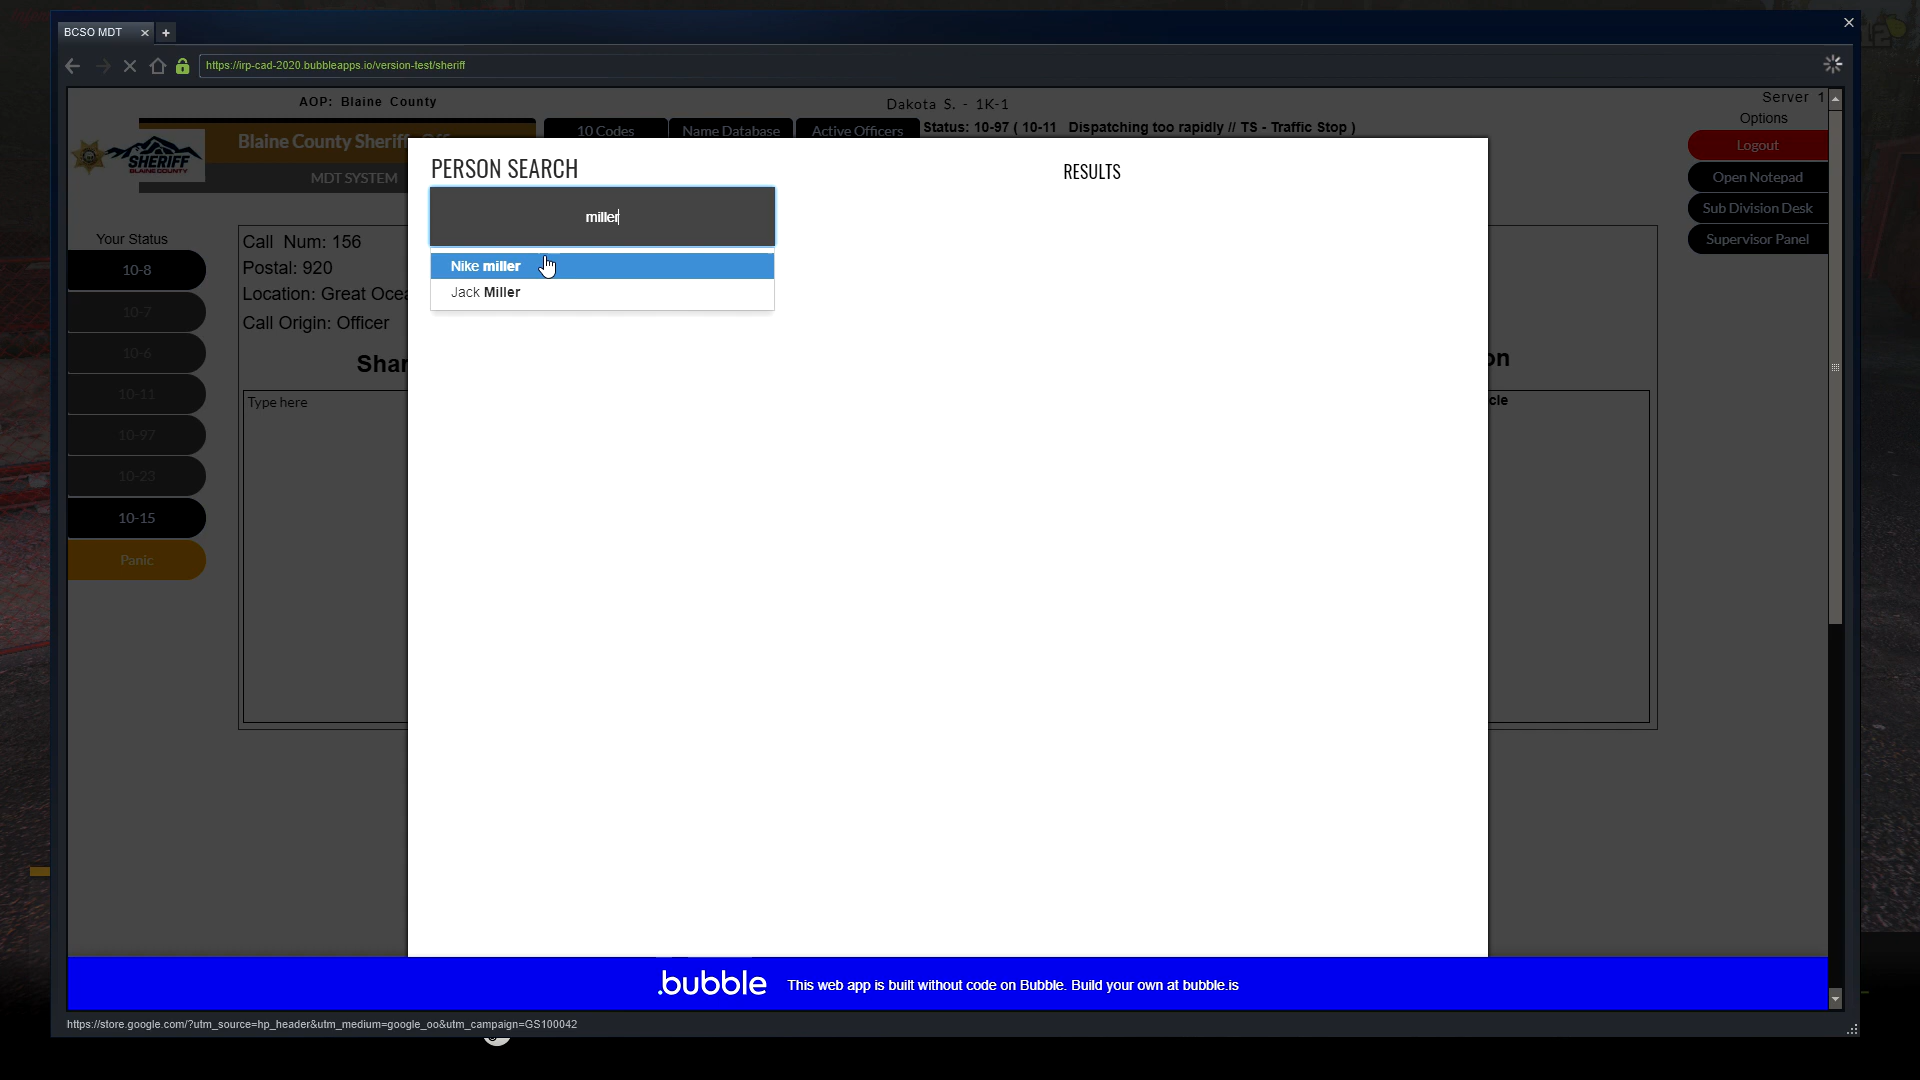 BCSO MDT
https://irp-cad-2020.bubbleapps.io/version-test/sheriff
AOP: Blaine County
Dakota S. - 1K-1
Server 1
Options
SHERIFF
BLAINE COUNTY
Blaine County Sheriff
MDT SYSTEM
10 Codes
Name Database
Active Officers
Status: 10-97 ( 10-11 Dispatching too rapidly // TS - Traffic Stop )
Logout
Open Notepad
Sub Division Desk
Supervisor Panel
PERSON SEARCH
RESULTS
miller
Nike miller
Jack Miller
Your Status
10-8
10-7
10-6
10-11
10-97
10-23
10-15
Panic
Call Num: 156
Postal: 920
Location: Great Ocea
Call Origin: Officer
Shar
on
Type here
cle
.bubble
This web app is built without code on Bubble. Build your own at bubble.is
https://store.google.com/?utm_source=hp_header&utm_medium=google_oo&utm_campaign=GS100042